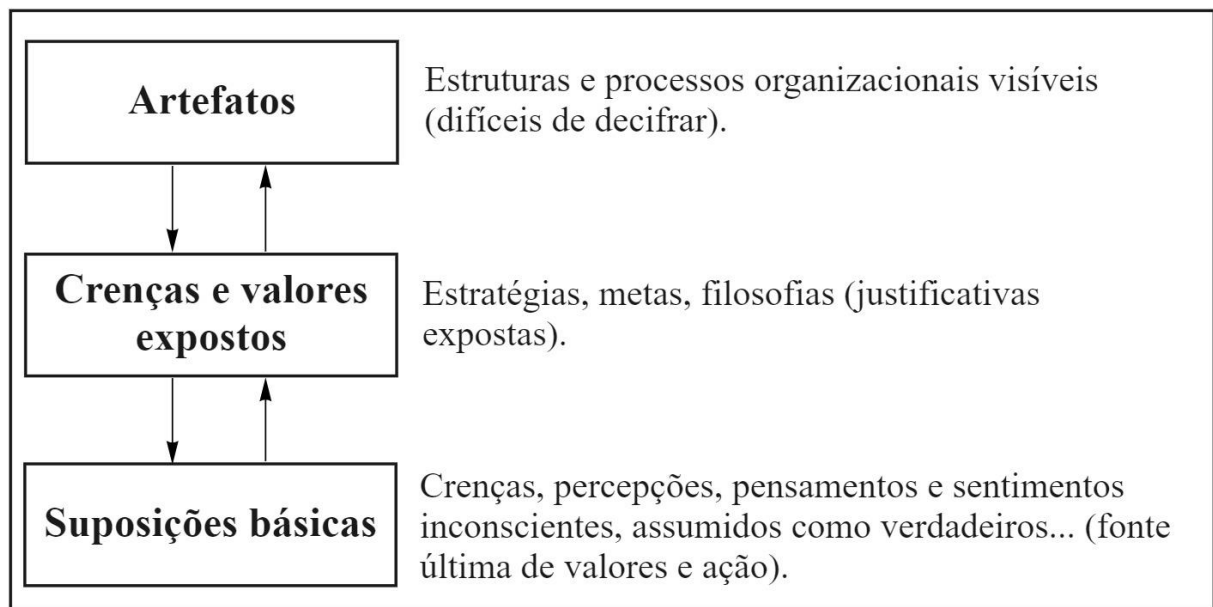 Artefatos
Estruturas e processos organizacionais visíveis
(difíceis de decifrar).
Crenças e valores
expostos
Estratégias, metas, filosofias (justificativas
expostas).
Suposições básicas
Crenças, percepções, pensamentos e sentimentos
inconscientes, assumidos como verdadeiros... (fonte
última de valores e ação).